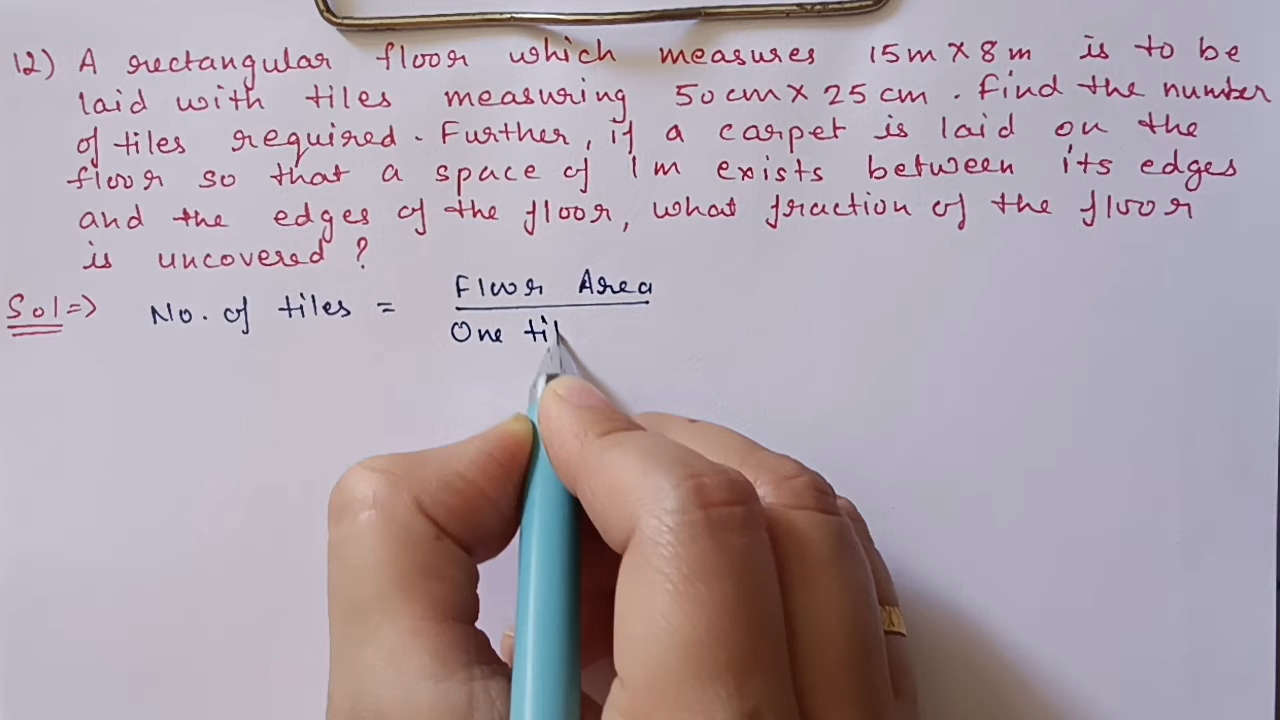 12) A rectangular floor which measures 15m × 8m is to be
laid with tiles measuring 50cm × 25cm. Find the number
of tiles required. Further, if a carpet is laid on the
floor so that a space of 1m exists between its edges
and the edges of the floor, what fraction of the floor
is uncovered?
Sol=> No. of tiles = Floor Area
One til